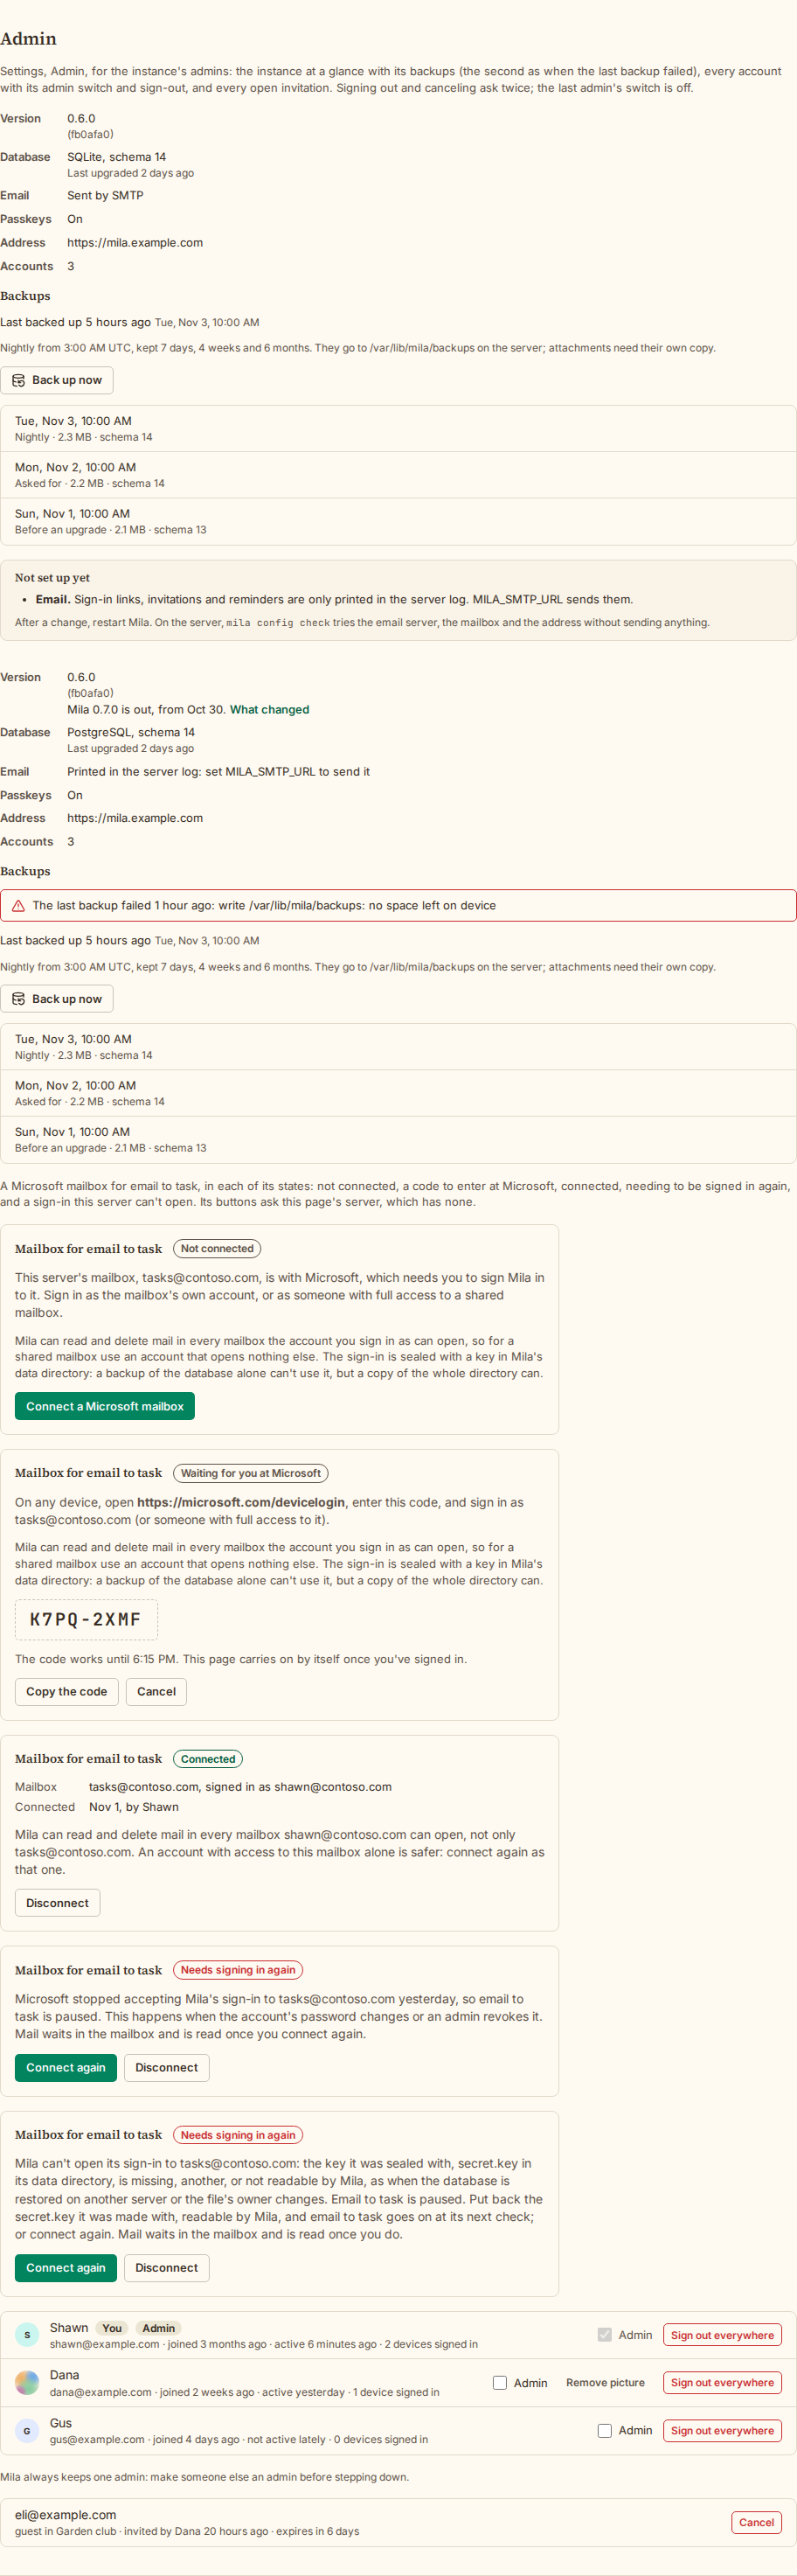 Admin
Settings, Admin, for the instance's admins: the instance at a glance with its backups (the second as when the last backup failed), every account
with its admin switch and sign-out, and every open invitation. Signing out and canceling ask twice; the last admin's switch is off.
Version 0.6.0
(fb0afa0)
Database SQLite, schema 14
Last upgraded 2 days ago
Email Sent by SMTP
Passkeys On
Address https://mila.example.com
Accounts 3
Backups
Last backed up 5 hours ago Tue, Nov 3, 10:00 AM
Nightly from 3:00 AM UTC, kept 7 days, 4 weeks and 6 months. They go to /var/lib/mila/backups on the server; attachments need their own copy.
Back up now
Tue, Nov 3, 10:00 AM
Nightly · 2.3 MB · schema 14
Mon, Nov 2, 10:00 AM
Asked for · 2.2 MB · schema 14
Sun, Nov 1, 10:00 AM
Before an upgrade · 2.1 MB · schema 13
Not set up yet
• Email. Sign-in links, invitations and reminders are only printed in the server log. MILA_SMTP_URL sends them.
After a change, restart Mila. On the server, mila config check tries the email server, the mailbox and the address without sending anything.
Version 0.6.0
(fb0afa0)
Mila 0.7.0 is out, from Oct 30. What changed
Database PostgreSQL, schema 14
Last upgraded 2 days ago
Email Printed in the server log: set MILA_SMTP_URL to send it
Passkeys On
Address https://mila.example.com
Accounts 3
Backups
The last backup failed 1 hour ago: write /var/lib/mila/backups: no space left on device
Last backed up 5 hours ago Tue, Nov 3, 10:00 AM
Nightly from 3:00 AM UTC, kept 7 days, 4 weeks and 6 months. They go to /var/lib/mila/backups on the server; attachments need their own copy.
Back up now
Tue, Nov 3, 10:00 AM
Nightly · 2.3 MB · schema 14
Mon, Nov 2, 10:00 AM
Asked for · 2.2 MB · schema 14
Sun, Nov 1, 10:00 AM
Before an upgrade · 2.1 MB · schema 13
A Microsoft mailbox for email to task, in each of its states: not connected, a code to enter at Microsoft, connected, needing to be signed in again,
and a sign-in this server can't open. Its buttons ask this page's server, which has none.
Mailbox for email to task Not connected
This server's mailbox, tasks@contoso.com, is with Microsoft, which needs you to sign Mila in
to it. Sign in as the mailbox's own account, or as someone with full access to a shared
mailbox.
Mila can read and delete mail in every mailbox the account you sign in as can open, so for a
shared mailbox use an account that opens nothing else. The sign-in is sealed with a key in Mila's
data directory: a backup of the database alone can't use it, but a copy of the whole directory can.
Connect a Microsoft mailbox
Mailbox for email to task Waiting for you at Microsoft
On any device, open https://microsoft.com/devicelogin, enter this code, and sign in as
tasks@contoso.com (or someone with full access to it).
Mila can read and delete mail in every mailbox the account you sign in as can open, so for a
shared mailbox use an account that opens nothing else. The sign-in is sealed with a key in Mila's
data directory: a backup of the database alone can't use it, but a copy of the whole directory can.
K7PQ-2XMF
The code works until 6:15 PM. This page carries on by itself once you've signed in.
Copy the code Cancel
Mailbox for email to task Connected
Mailbox tasks@contoso.com, signed in as shawn@contoso.com
Connected Nov 1, by Shawn
Mila can read and delete mail in every mailbox shawn@contoso.com can open, not only
tasks@contoso.com. An account with access to this mailbox alone is safer: connect again as
that one.
Disconnect
Mailbox for email to task Needs signing in again
Microsoft stopped accepting Mila's sign-in to tasks@contoso.com yesterday, so email to
task is paused. This happens when the account's password changes or an admin revokes it.
Mail waits in the mailbox and is read once you connect again.
Connect again Disconnect
Mailbox for email to task Needs signing in again
Mila can't open its sign-in to tasks@contoso.com: the key it was sealed with, secret.key in
its data directory, is missing, another, or not readable by Mila, as when the database is
restored on another server or the file's owner changes. Email to task is paused. Put back the
secret.key it was made with, readable by Mila, and email to task goes on at its next check;
or connect again. Mail waits in the mailbox and is read once you do.
Connect again Disconnect
S Shawn You Admin Admin Sign out everywhere
shawn@example.com · joined 3 months ago · active 6 minutes ago · 2 devices signed in
Dana Admin Remove picture Sign out everywhere
dana@example.com · joined 2 weeks ago · active yesterday · 1 device signed in
G Gus Admin Sign out everywhere
gus@example.com · joined 4 days ago · not active lately · 0 devices signed in
Mila always keeps one admin: make someone else an admin before stepping down.
eli@example.com Cancel
guest in Garden club · invited by Dana 20 hours ago · expires in 6 days